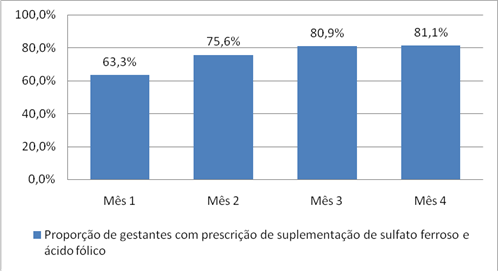 100,0%
80,0%
60,0%
40,0%
20,0%
0,0%
63,3%
75,6%
80,9%
81,1%
Mês 1
Mês 2
Mês 3
Mês 4
Proporção de gestantes com prescrição de suplementação de sulfato ferroso e
ácido fólico